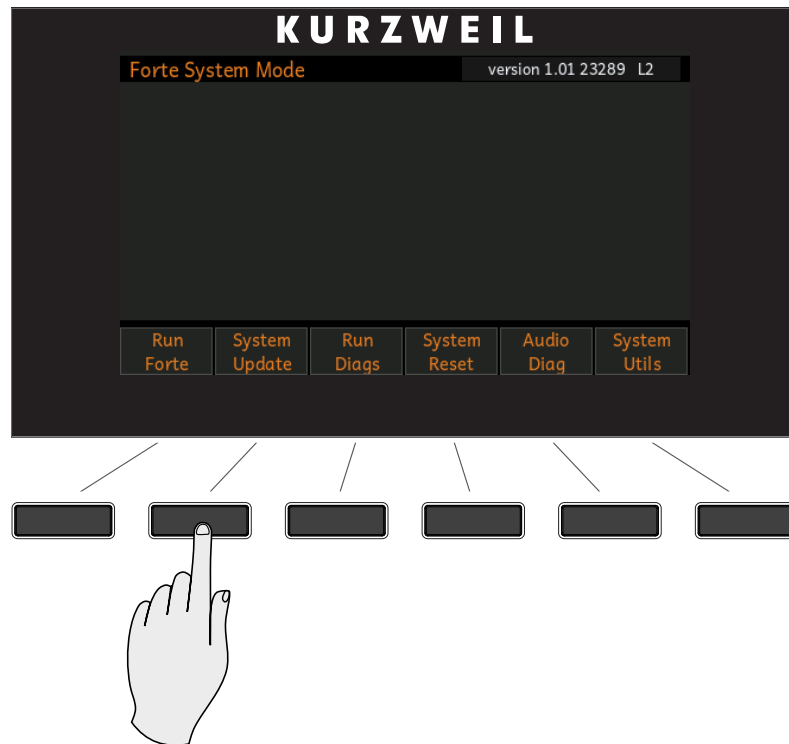 KURZWEIL
Forte System Mode version 1.01 23289 L2
Run Forte
System Update
Run Diags
System Reset
Audio Diag
System Utils